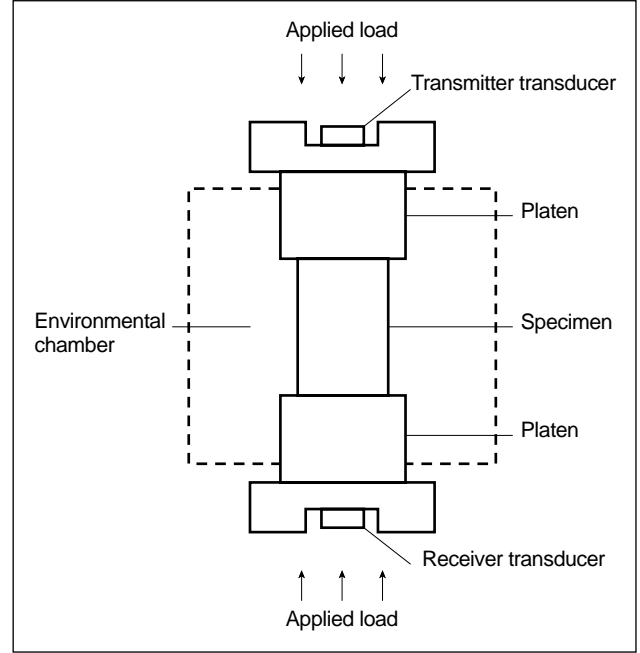 Applied load
Transmitter transducer
Platen
Environmental
chamber
Specimen
Platen
Receiver transducer
Applied load